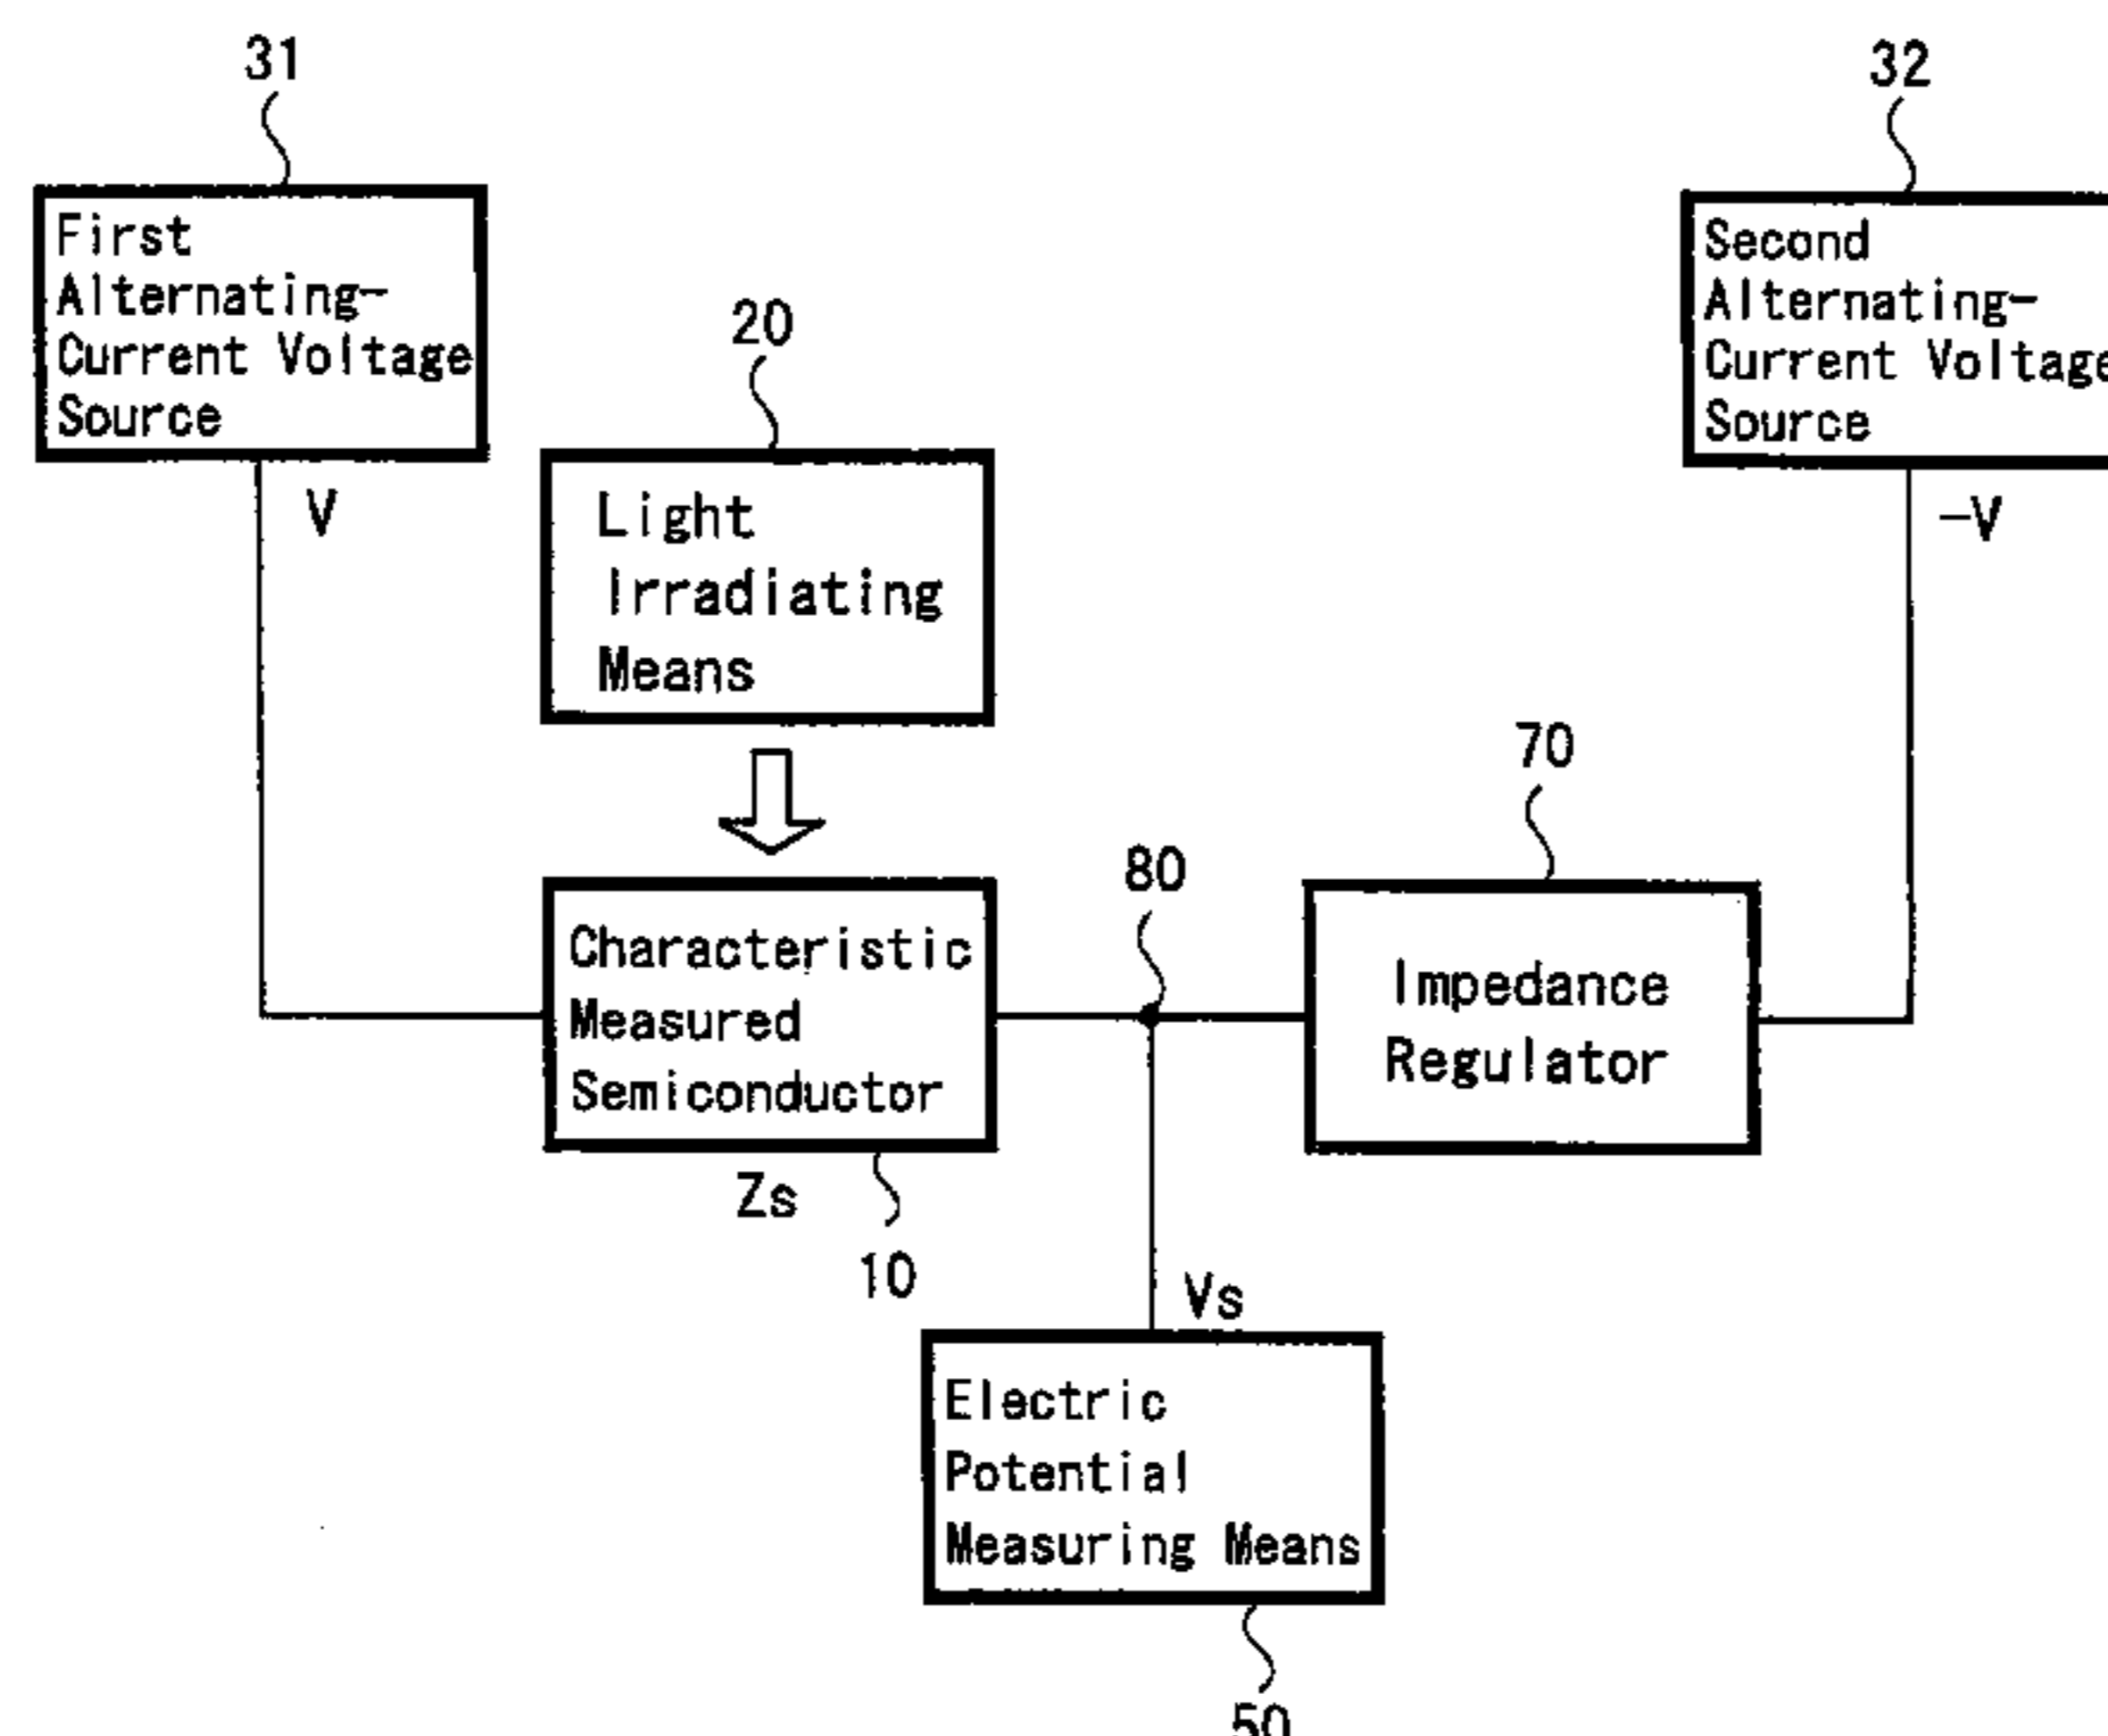 31
32
First
Alternating-
Current Voltage
Source
Second
Alternating-
Current Voltage
Source
V
-V
20
Light
Irradiating
Means
70
80
Characteristic
Measured
Semiconductor
Impedance
Regulator
Zs
10
Vs
Electric
Potential
Measuring Means
50